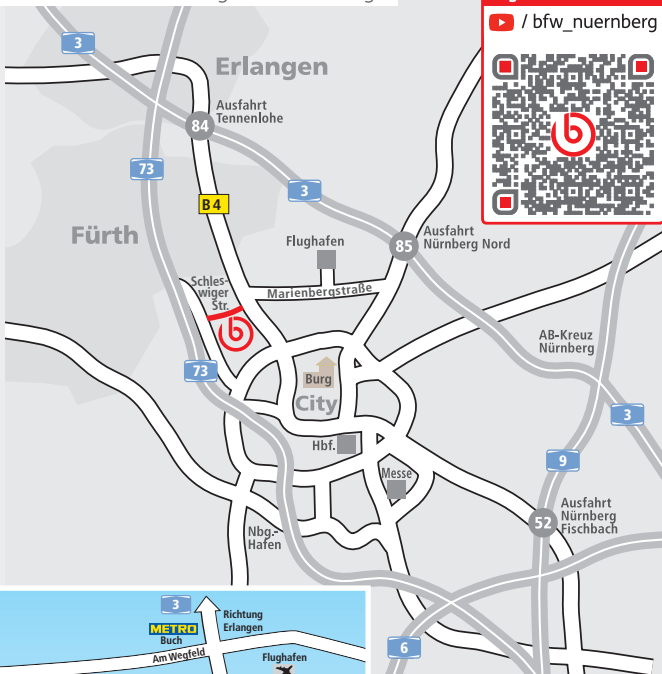 / bfw_nuernberg
3
Erlangen
Ausfahrt
Tennenlohe
84
73
3
B 4
Fürth
Flughafen
Ausfahrt
Nürnberg Nord
85
Schles-
wiger
Str.
Marienbergstraße
b
AB-Kreuz
Nürnberg
73
Burg
City
3
Hbf.
9
Messe
Ausfahrt
Nürnberg
Fischbach
52
Nbg.-
Hafen
3
Richtung
Erlangen
METRO
Buch
Am Wegfeld
Flughafen
6